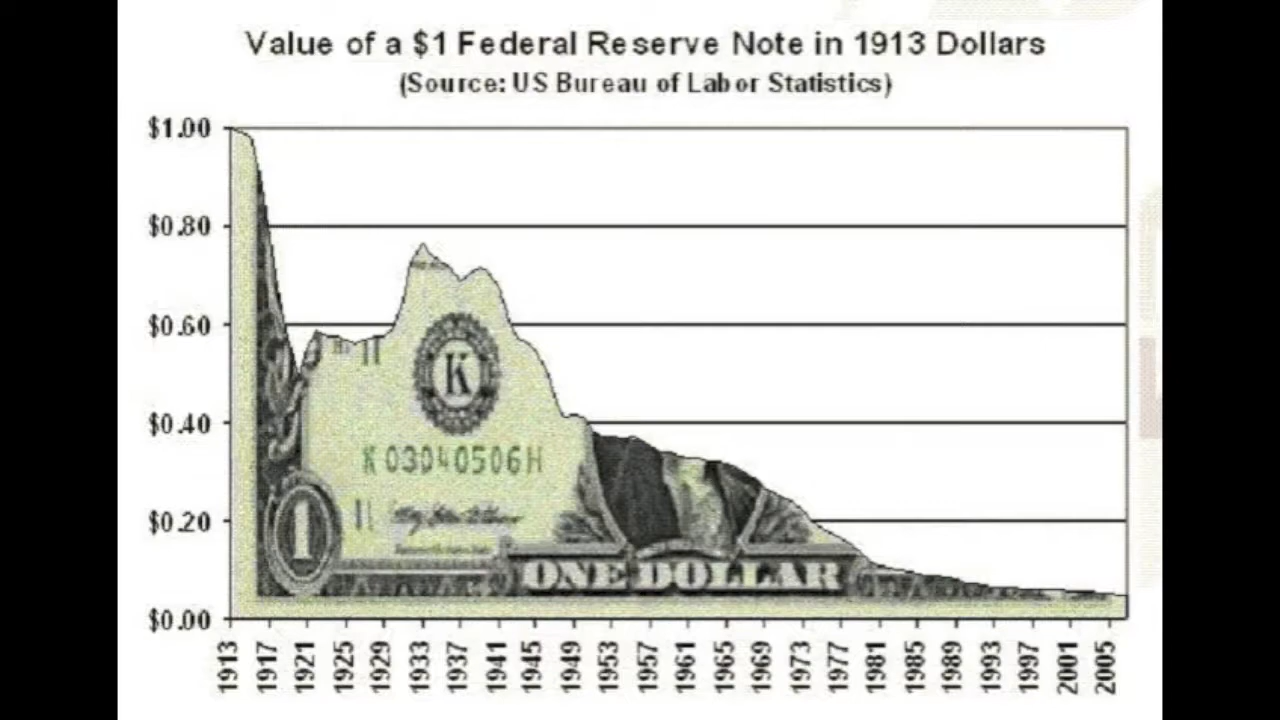 Value of a $1 Federal Reserve Note in 1913 Dollars
(Source: US Bureau of Labor Statistics)
$1.00
$0.80
$0.60
$0.40
$0.20
$0.00
K
K 03040506 H
1
ONE DOLLAR
1913 1917 1921 1925 1929 1933 1937 1941 1945 1949 1953 1957 1961 1965 1969 1973 1977 1981 1985 1989 1993 1997 2001 2005